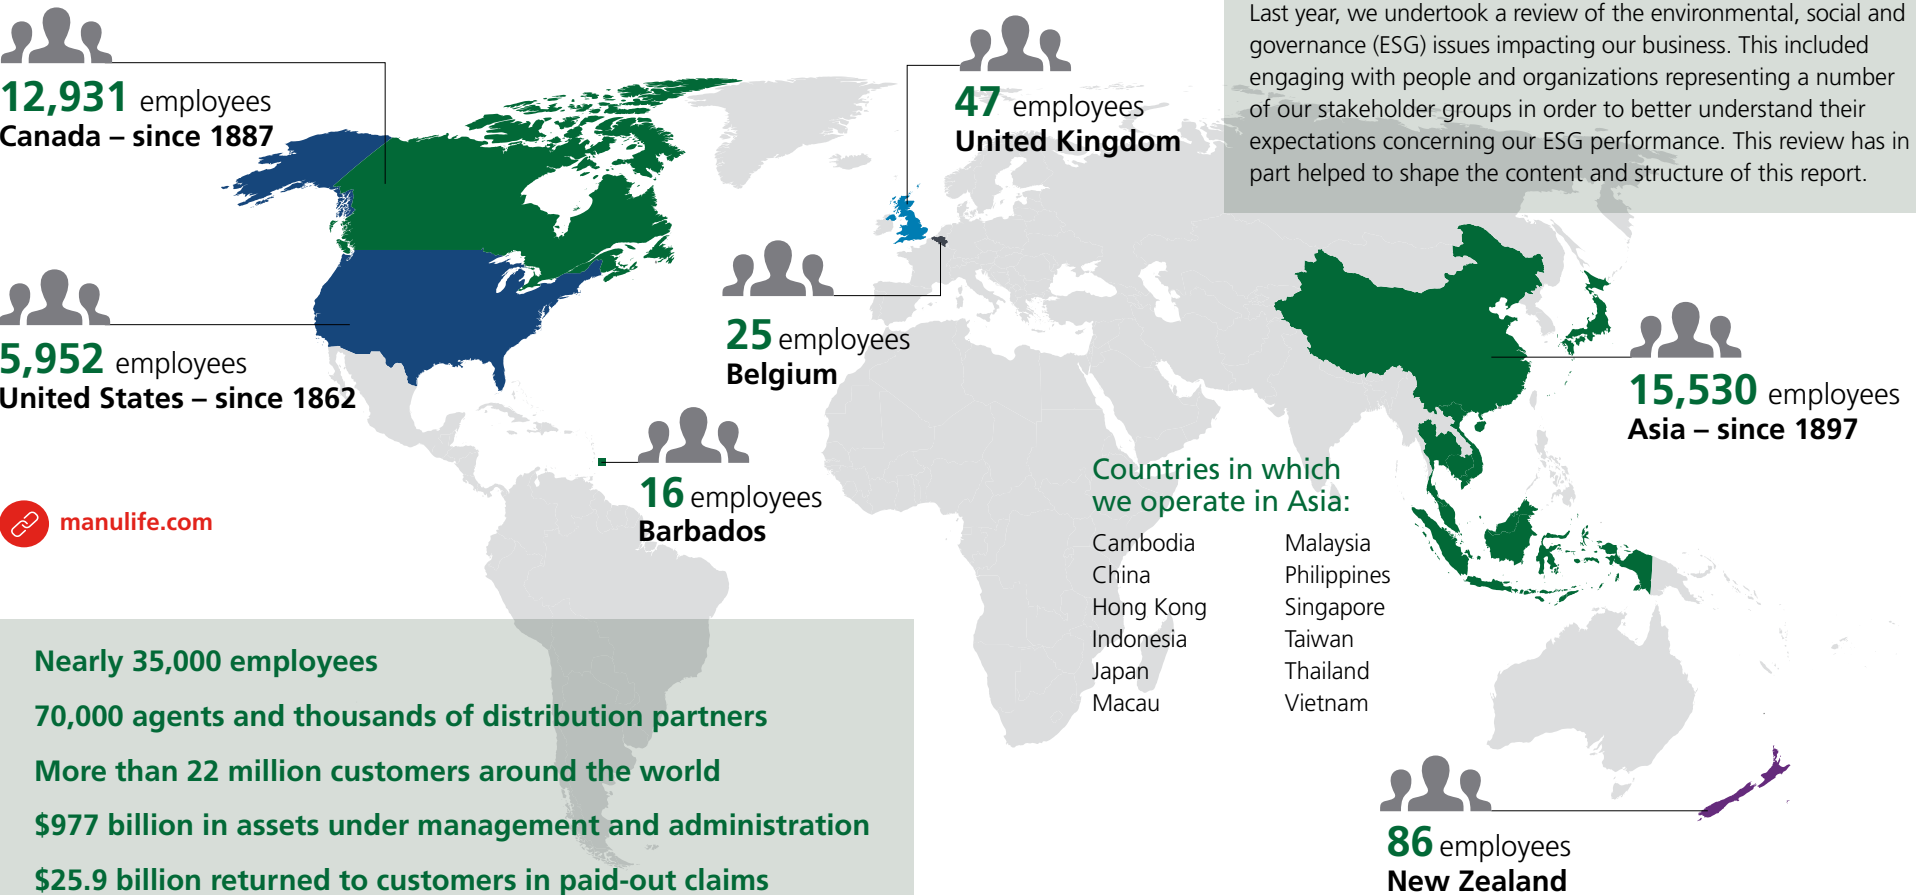 12,931 employees
Canada – since 1887
5,952 employees
United States – since 1862
manulife.com
47 employees
United Kingdom
25 employees
Belgium
16 employees
Barbados
Last year, we undertook a review of the environmental, social and
governance (ESG) issues impacting our business. This included
engaging with people and organizations representing a number
of our stakeholder groups in order to better understand their
expectations concerning our ESG performance. This review has in
part helped to shape the content and structure of this report.
15,530 employees
Asia – since 1897
Countries in which
we operate in Asia:
Cambodia
China
Hong Kong
Indonesia
Japan
Macau
Malaysia
Philippines
Singapore
Taiwan
Thailand
Vietnam
86 employees
New Zealand
Nearly 35,000 employees
70,000 agents and thousands of distribution partners
More than 22 million customers around the world
$977 billion in assets under management and administration
$25.9 billion returned to customers in paid-out claims